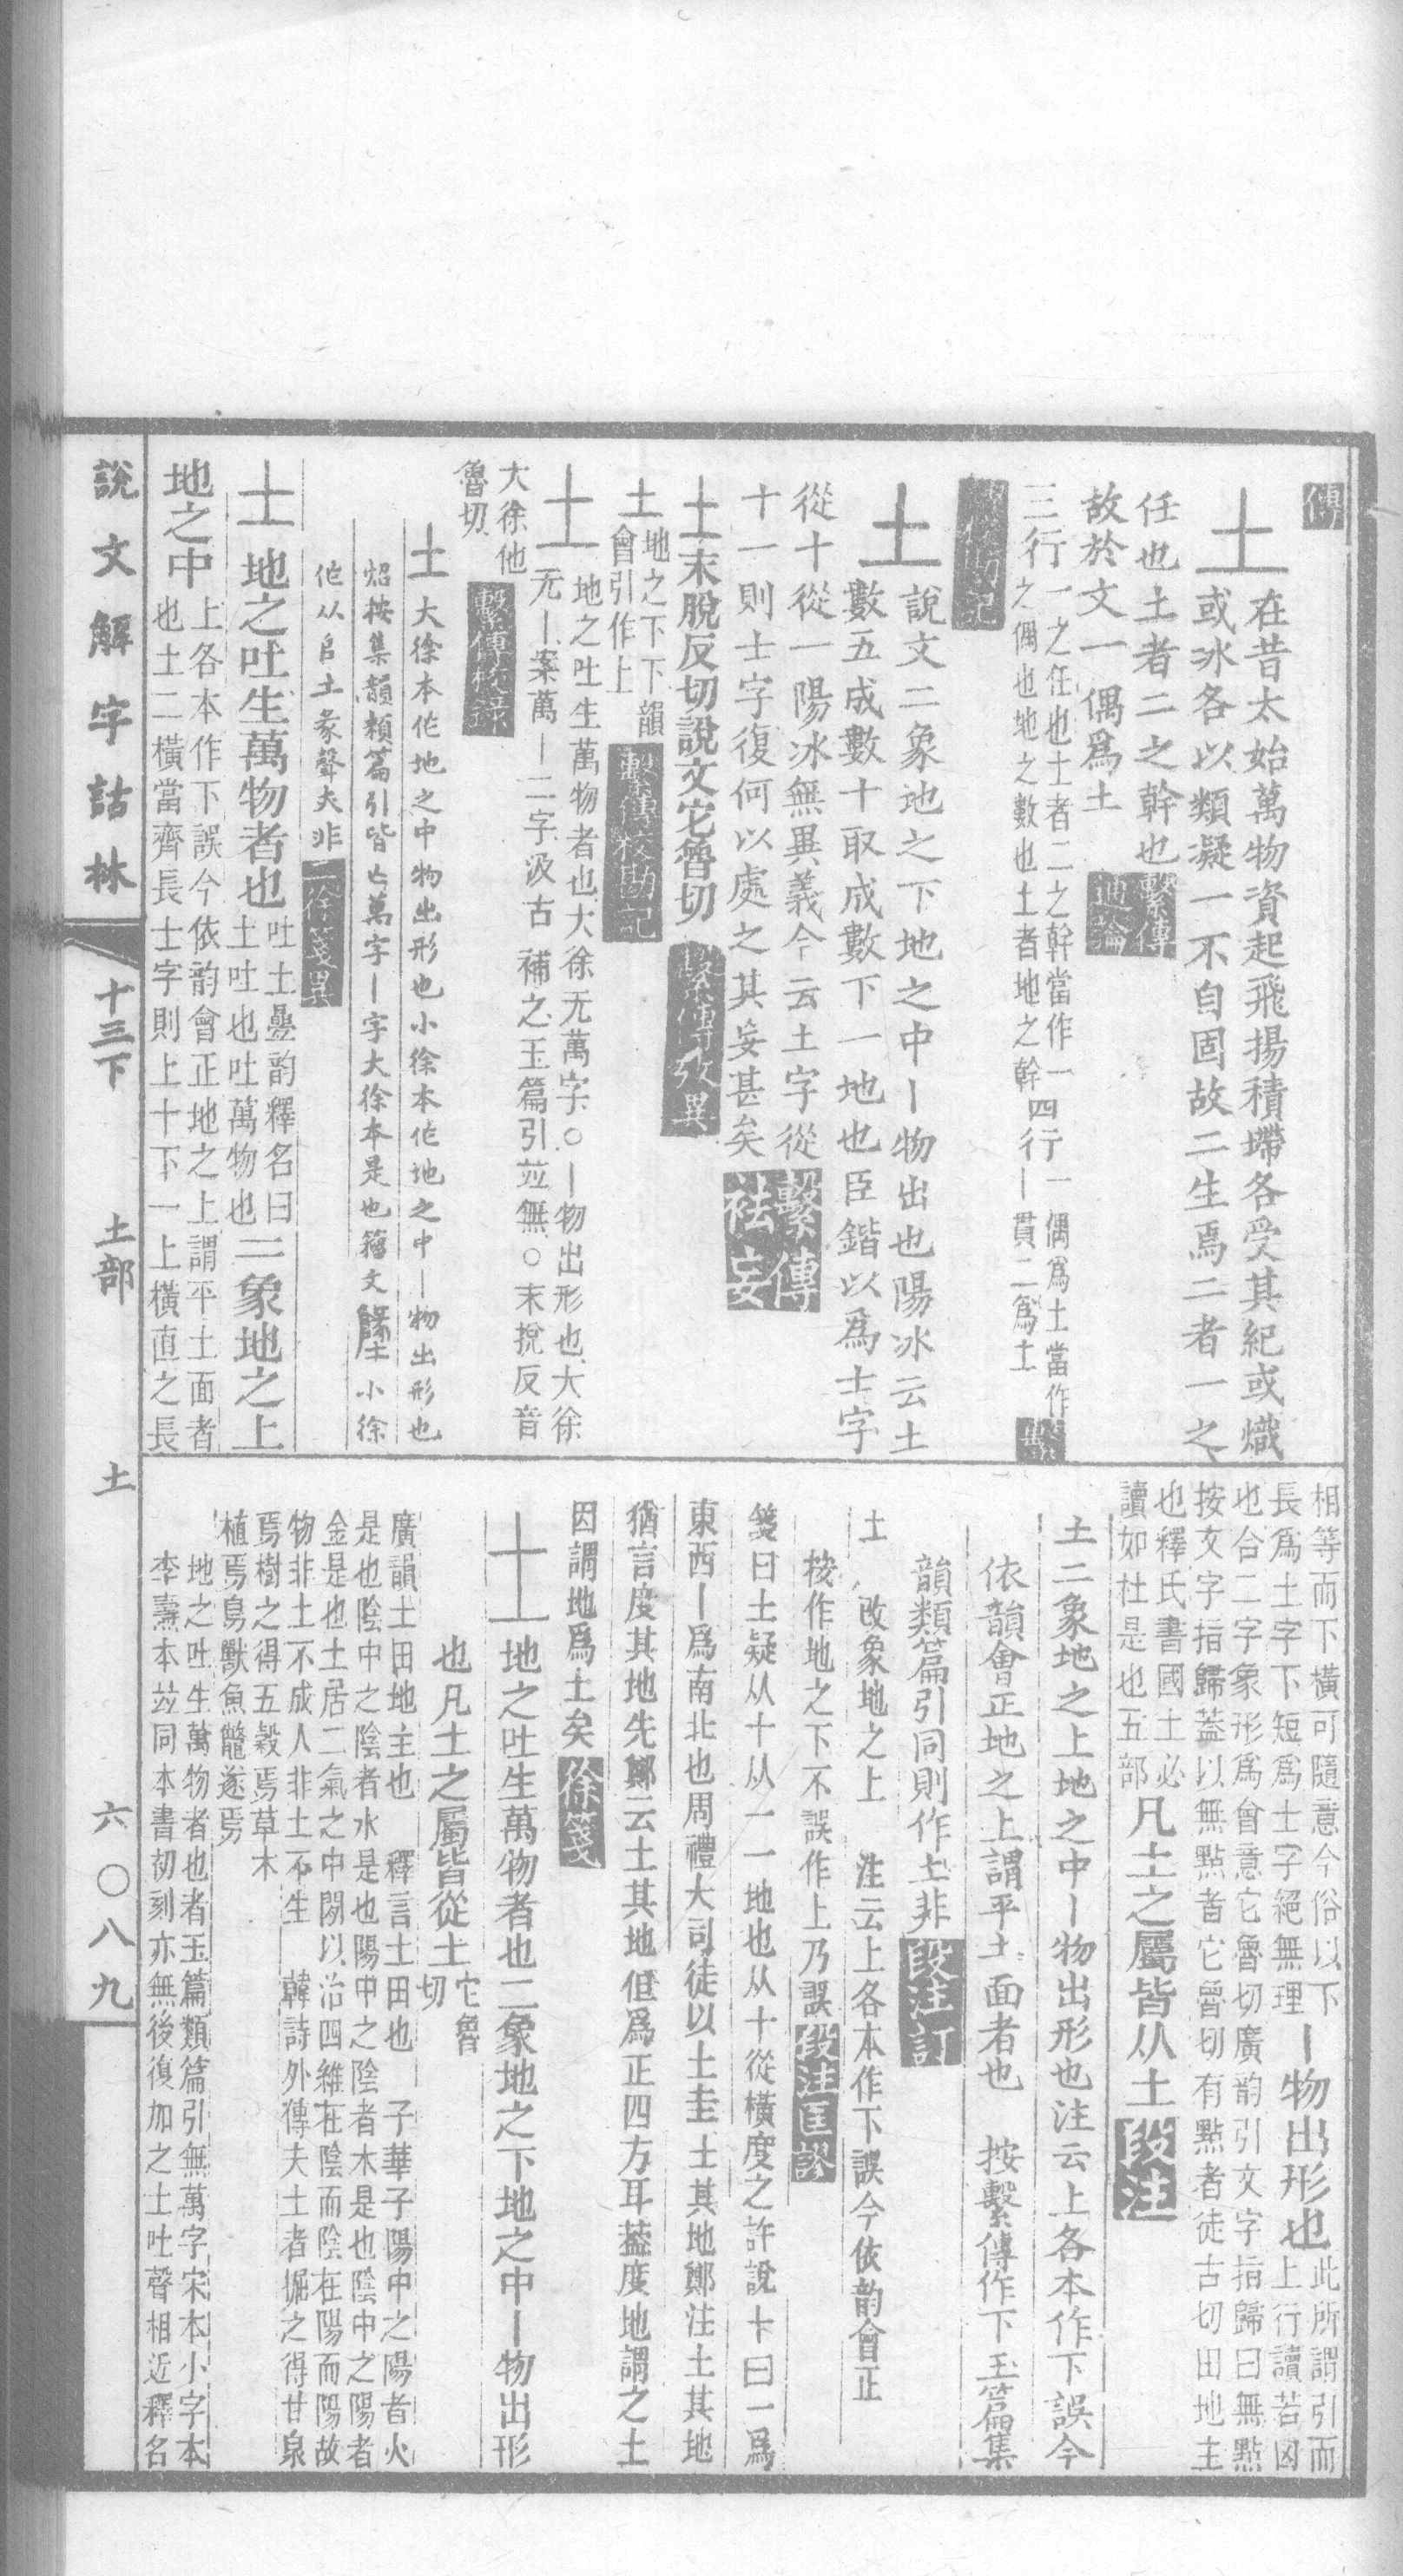 傳
土
在昔太始萬物資起飛揚積墆各受其紀或熾
或冰各以類凝一不自固故二生焉二者一之
任也土者二之幹也
繫傳
通論
故於文一偶爲土
三行一之任也土者二之幹當作一四行一偶爲土當作
之偶也地之數也土者地之幹四行丨貫二爲土
校勘記
土
說文二象地之下地之中丨物出也陽冰云土
數五成數十取成數下一地也臣鍇以爲士字
從十從一陽冰無異義今云土字從
十一則士字復何以處之其妄甚矣
繫傳
袪妄
土末脫反切說文它魯切
繫傳攷異
土
地之下下韻
會引作上
繫傳校勘記
土
地之吐生萬物者也大徐无萬字○丨物出形也大徐
无丨案萬丨二字汲古補之玉篇引竝無○末挩反音
大徐他
魯切
繫傳校錄
土
大徐本作地之中物出形也小徐本作地之中丨物出形也
炤按集韻類篇引皆亡萬字丨字大徐本是也籀文小徐
作从𨸏土彖聲夫非
二徐箋異
土
地之吐生萬物者也
吐土疊韵釋名曰
土吐也吐萬物也
二象地之上
地之中
上各本作下誤今依韵會正地之上謂平土面者
也土二橫當齊長士字則上十下一上橫直之長
相等而下橫可隨意今俗以下
長爲土字下短爲士字絕無理
丨物出形也
此所謂引而
上行讀若囟
也合二字象形爲會意它魯切廣韵引文字指歸曰無點
按文字指歸葢以無點者它魯切有點者徒古切田地主
也釋氏書國土必
讀如杜是也五部
凡土之屬皆从土
段注
土二象地之上地之中丨物出形也注云上各本作下誤今
依韻會正地之上謂平土面者也 按繫傳作下玉篇集
韻類篇引同則作土非
段注訂
土 改象地之上 注云上各本作下誤今依韵會正
按作地之下不誤作上乃誤
段注匡謬
箋曰土疑从十从一一地也从十從橫度之許說十曰一爲
東西丨爲南北也周禮大司徒以土圭土其地鄭注土其地
猶言度其地先鄭云土其地但爲正四方耳葢度地謂之土
因謂地爲土矣
徐箋
土
地之吐生萬物者也二象地之下地之中丨物出形
也凡土之屬皆從土
它魯
切
廣韻土田地主也 釋言土田也 子華子陽中之陽者火
是也陰中之陰者水是也陽中之陰者木是也陰中之陽者
金是也土居二氣之中閒以治四維在陰而陰在陽而陽故
物非土不成人非土不生 韓詩外傳夫土者掘之得甘泉
焉樹之得五穀焉草木
植焉鳥獸魚鼈遂焉
地之吐生萬物者也者玉篇類篇引無萬字宋本小字本
李燾本竝同本書初刻亦無後復加之土吐聲相近釋名
說文解字詁林
十三下
土部
土
六〇八九